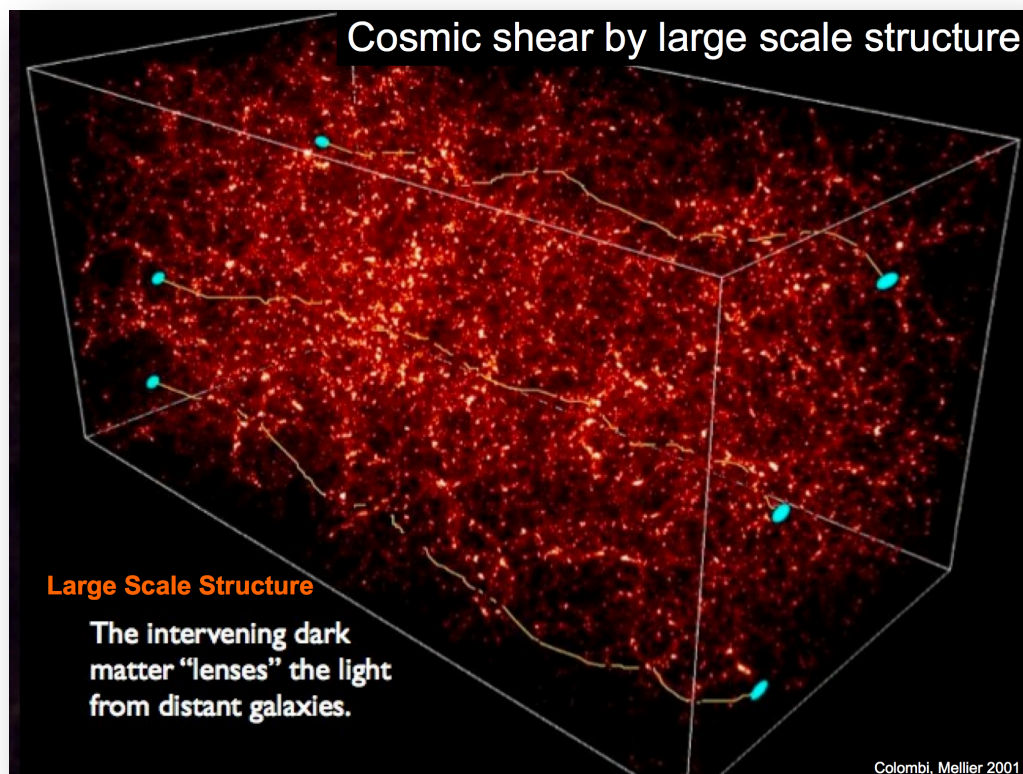 Cosmic shear by large scale structure
Large Scale Structure
The intervening dark
matter “lenses” the light
from distant galaxies.
Colombi, Mellier 2001